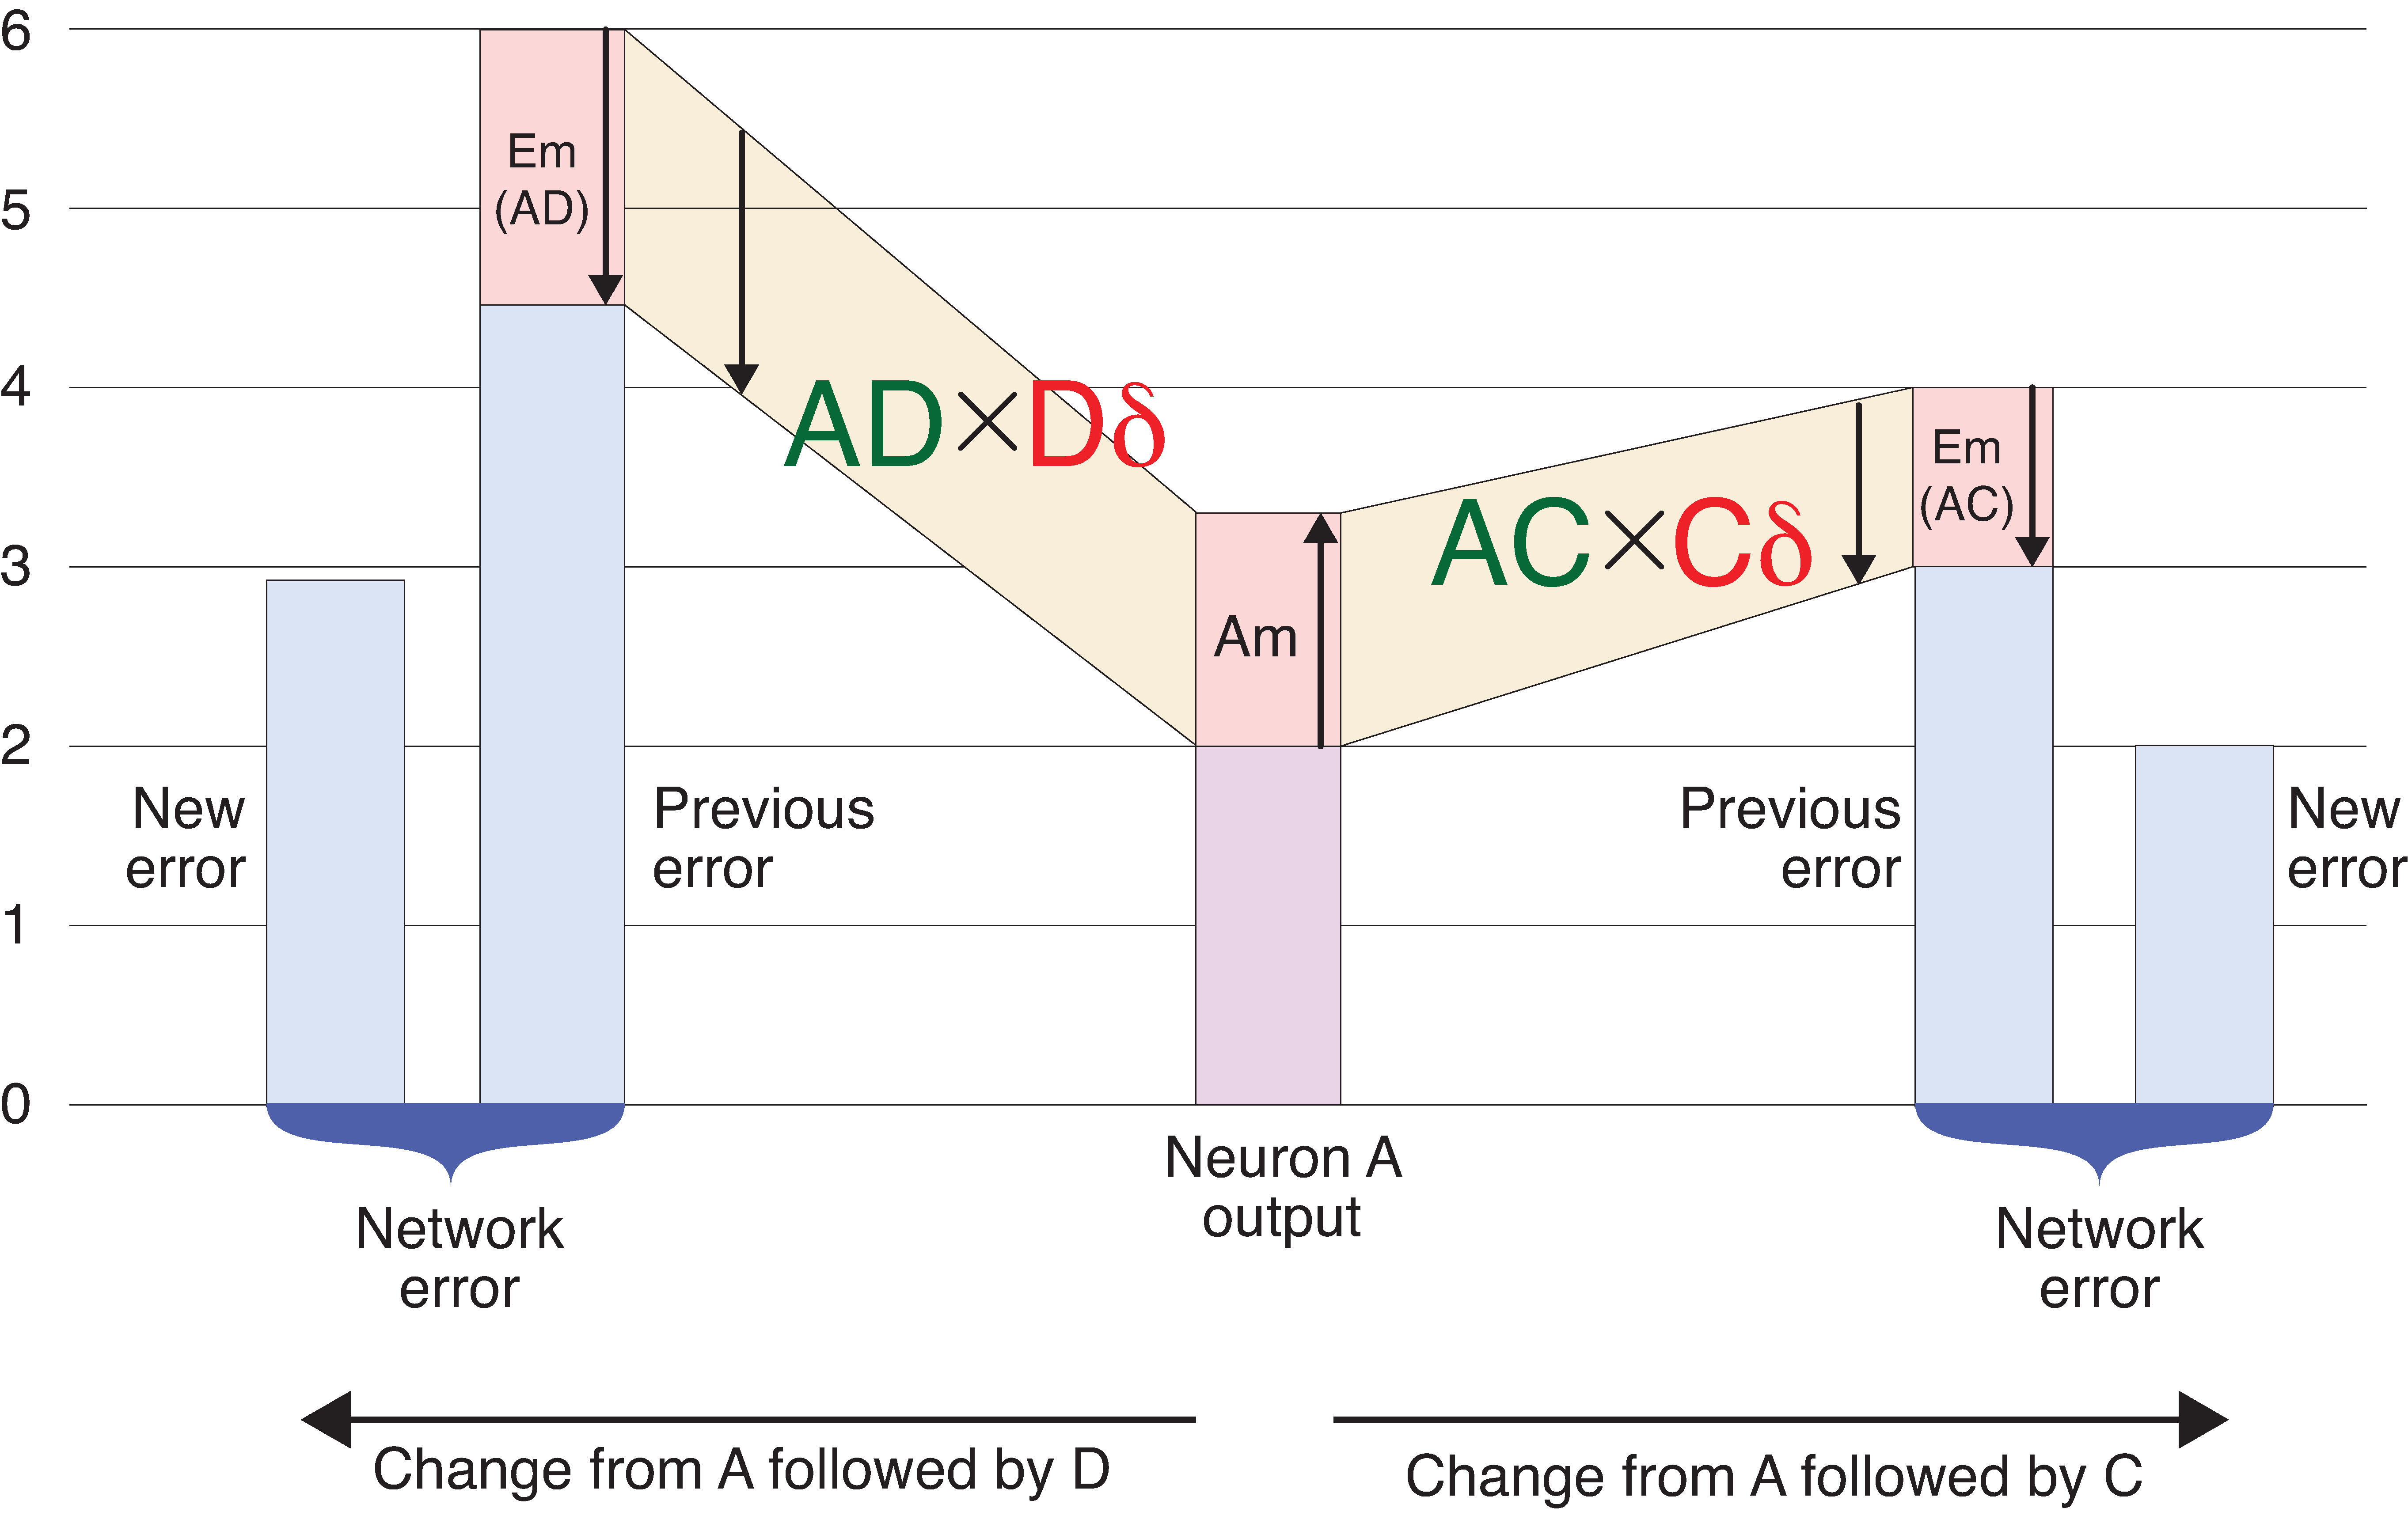 6
5
4
3
2
1
0
Em
(AD)
AD×Dδ
Am
AC×Cδ
Em
(AC)
New
error
Previous
error
Previous
error
New
error
Network
error
Neuron A
output
Network
error
Change from A followed by D
Change from A followed by C